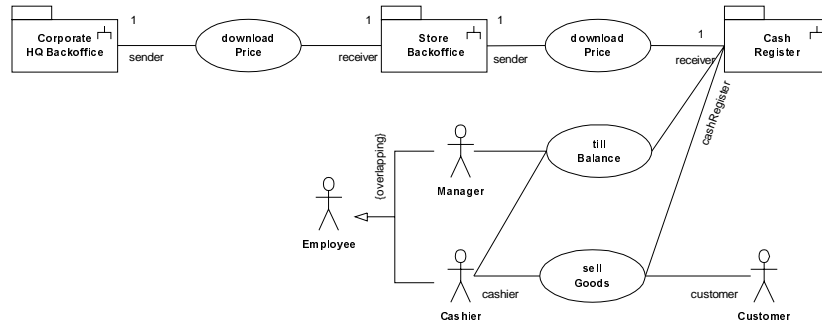 1
1
1
1
Corporate
HQ Backoffice
download
Price
Store
Backoffice
download
Price
Cash
Register
sender
receiver
sender
receiver
cashRegister
{overlapping}
till
Balance
Manager
Employee
sell
Goods
cashier
customer
Cashier
Customer